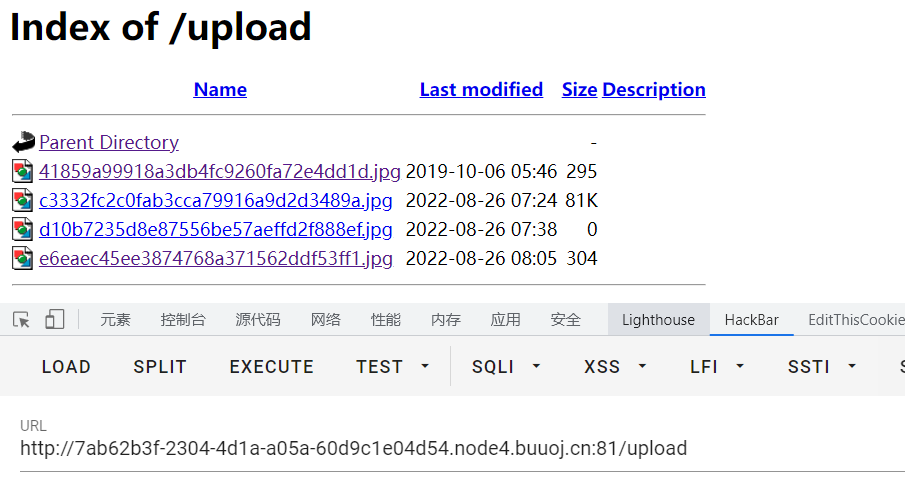 Index of /upload
Name Last modified Size Description
Parent Directory -
41859a99918a3db4fc9260fa72e4dd1d.jpg 2019-10-06 05:46 295
c3332fc2c0fab3cca79916a9d2d3489a.jpg 2022-08-26 07:24 81K
d10b7235d8e87556be57aeffd2f888ef.jpg 2022-08-26 07:38 0
e6eaec45ee3874768a371562ddf53ff1.jpg 2022-08-26 08:05 304
元素 控制台 源代码 网络 性能 内存 应用 安全 Lighthouse HackBar EditThisCookie
LOAD SPLIT EXECUTE TEST SQLI XSS LFI SSTI
URL
http://7ab62b3f-2304-4d1a-a05a-60d9c1e04d54.node4.buuoj.cn:81/upload